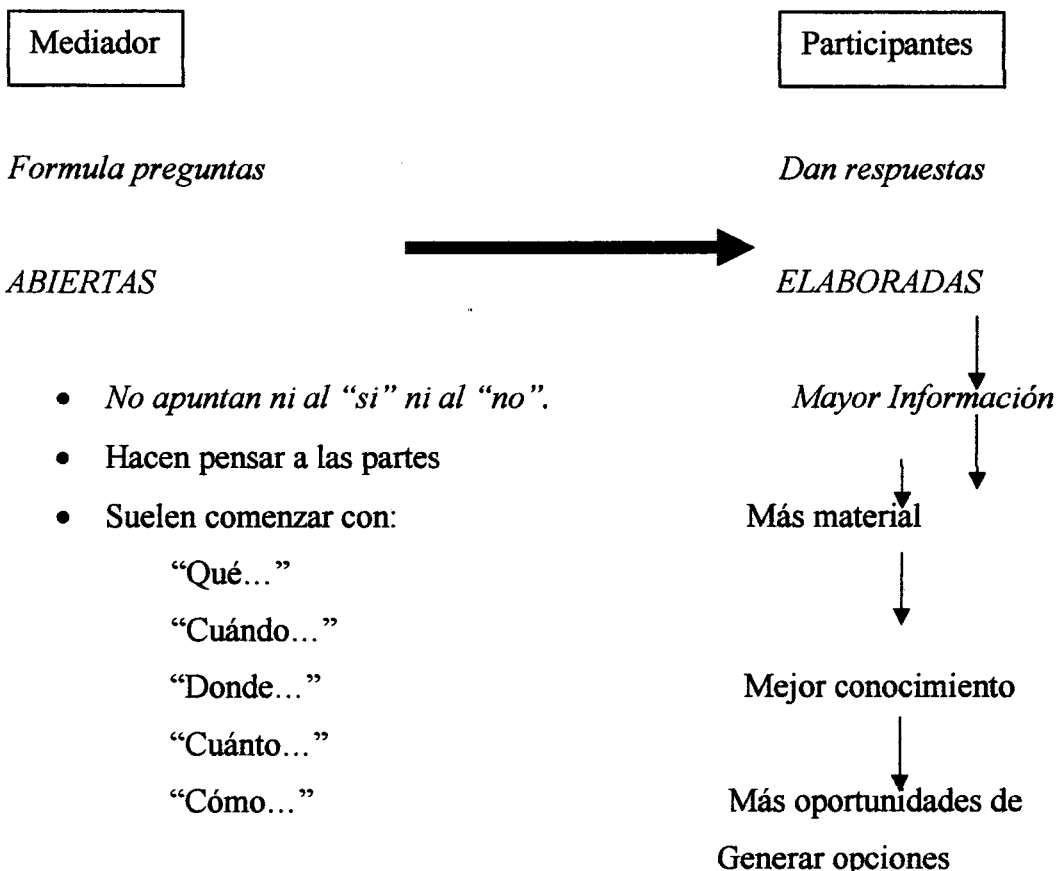 Mediador
Participantes
Formula preguntas
Dan respuestas
ABIERTAS
ELABORADAS
• No apuntan ni al “si” ni al “no”.
Mayor Información
• Hacen pensar a las partes
• Suelen comenzar con:
Más material
“Qué…”
“Cuándo…”
“Donde…”
Mejor conocimiento
“Cuánto…”
“Cómo…”
Más oportunidades de
Generar opciones